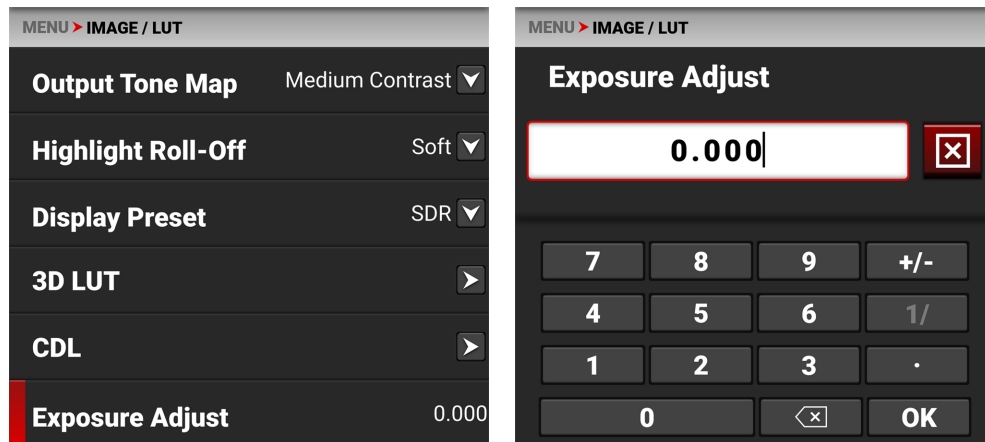 MENU > IMAGE / LUT
Output Tone Map Medium Contrast
Highlight Roll-Off Soft
Display Preset SDR
3D LUT
CDL
Exposure Adjust 0.000
MENU > IMAGE / LUT
Exposure Adjust
0.000
7 8 9 +/-
4 5 6 1/
1 2 3 .
0 OK